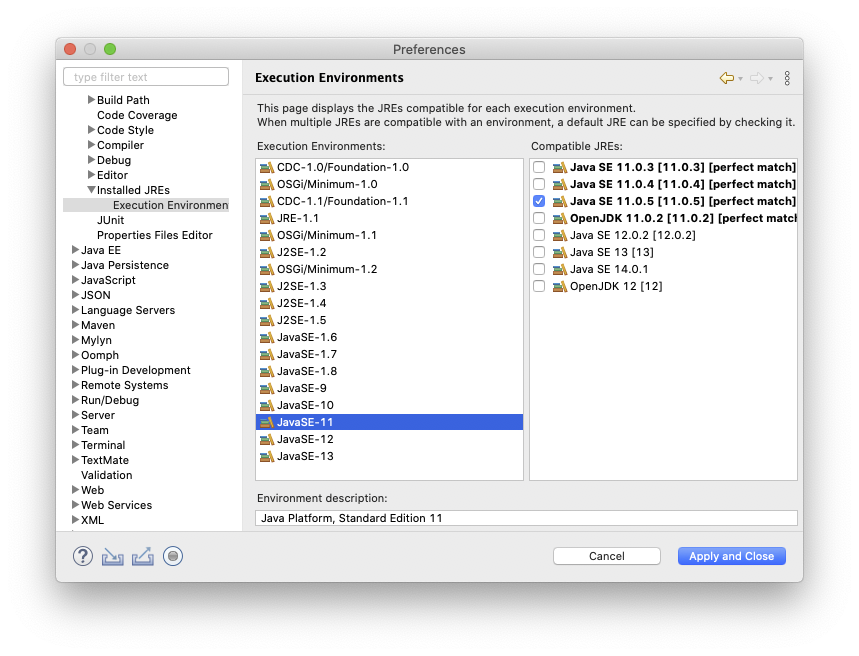 Preferences
type filter text
Build Path
Code Coverage
Code Style
Compiler
Debug
Editor
Installed JREs
Execution Environmen
JUnit
Properties Files Editor
Java EE
Java Persistence
JavaScript
JSON
Language Servers
Maven
Mylyn
Oomph
Plug-in Development
Remote Systems
Run/Debug
Server
Team
Terminal
TextMate
Validation
Web
Web Services
XML
Execution Environments
This page displays the JREs compatible for each execution environment.
When multiple JREs are compatible with an environment, a default JRE can be specified by checking it.
Execution Environments:
CDC-1.0/Foundation-1.0
OSGi/Minimum-1.0
CDC-1.1/Foundation-1.1
JRE-1.1
OSGi/Minimum-1.1
J2SE-1.2
OSGi/Minimum-1.2
J2SE-1.3
J2SE-1.4
J2SE-1.5
JavaSE-1.6
JavaSE-1.7
JavaSE-1.8
JavaSE-9
JavaSE-10
JavaSE-11
JavaSE-12
JavaSE-13
Compatible JREs:
Java SE 11.0.3 [11.0.3] [perfect match]
Java SE 11.0.4 [11.0.4] [perfect match]
Java SE 11.0.5 [11.0.5] [perfect match]
OpenJDK 11.0.2 [11.0.2] [perfect match
Java SE 12.0.2 [12.0.2]
Java SE 13 [13]
Java SE 14.0.1
OpenJDK 12 [12]
Environment description:
Java Platform, Standard Edition 11
?
Cancel
Apply and Close